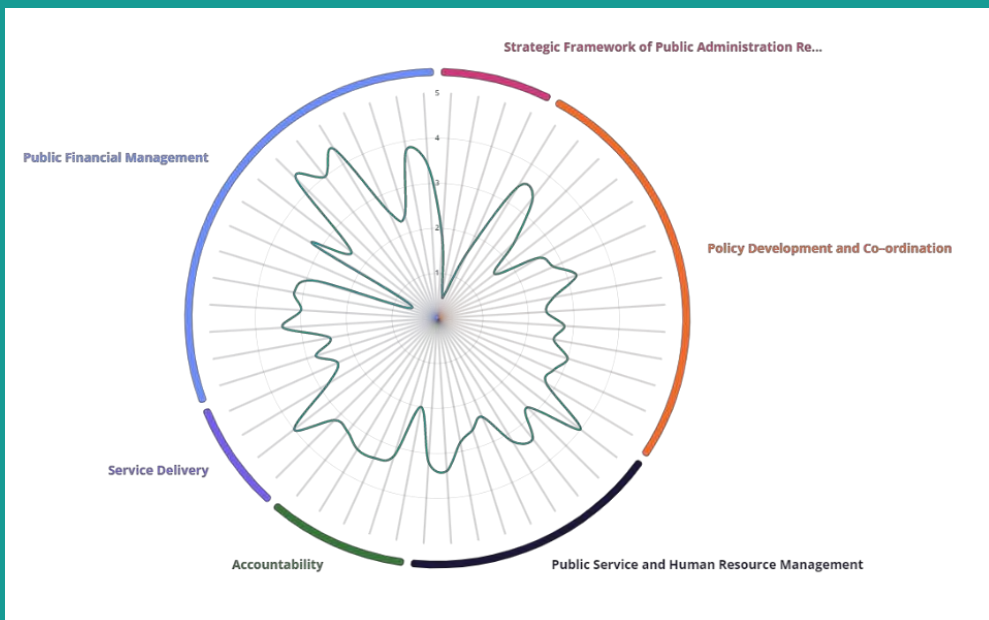 Strategic Framework of Public Administration Re...
5
4
3
2
1
Public Financial Management
Policy Development and Co-ordination
Service Delivery
Accountability
Public Service and Human Resource Management